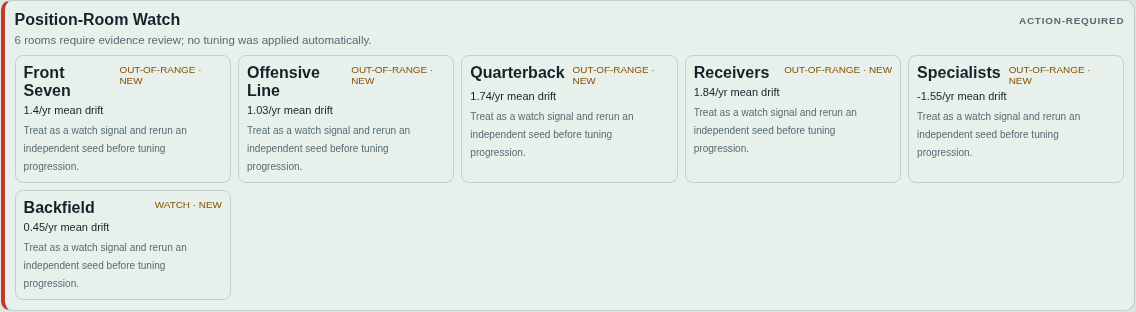 Position-Room Watch
ACTION-REQUIRED
6 rooms require evidence review; no tuning was applied automatically.
Front
Seven
OUT-OF-RANGE ·
NEW
1.4/yr mean drift
Treat as a watch signal and rerun an
independent seed before tuning
progression.
Offensive
Line
OUT-OF-RANGE ·
NEW
1.03/yr mean drift
Treat as a watch signal and rerun an
independent seed before tuning
progression.
Quarterback
OUT-OF-RANGE ·
NEW
1.74/yr mean drift
Treat as a watch signal and rerun an
independent seed before tuning
progression.
Receivers
OUT-OF-RANGE · NEW
1.84/yr mean drift
Treat as a watch signal and rerun an
independent seed before tuning
progression.
Specialists
OUT-OF-RANGE ·
NEW
-1.55/yr mean drift
Treat as a watch signal and rerun an
independent seed before tuning
progression.
Backfield
WATCH · NEW
0.45/yr mean drift
Treat as a watch signal and rerun an
independent seed before tuning
progression.